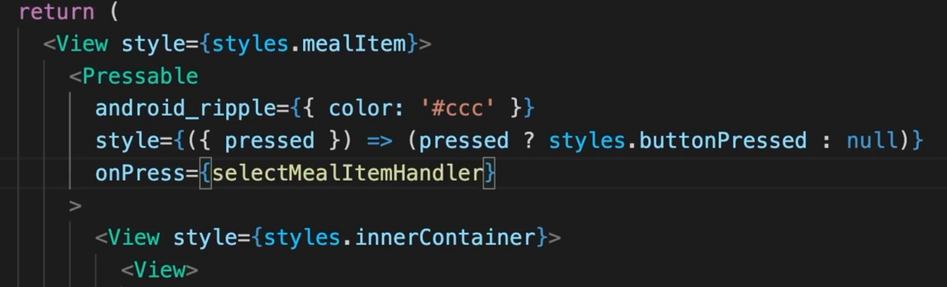 return (
<View style={styles.mealItem}>
<Pressable
android_ripple={{ color: '#ccc' }}
style={({ pressed }) => (pressed ? styles.buttonPressed : null)}
onPress={selectMealItemHandler}
>
<View style={styles.innerContainer}>
<View>